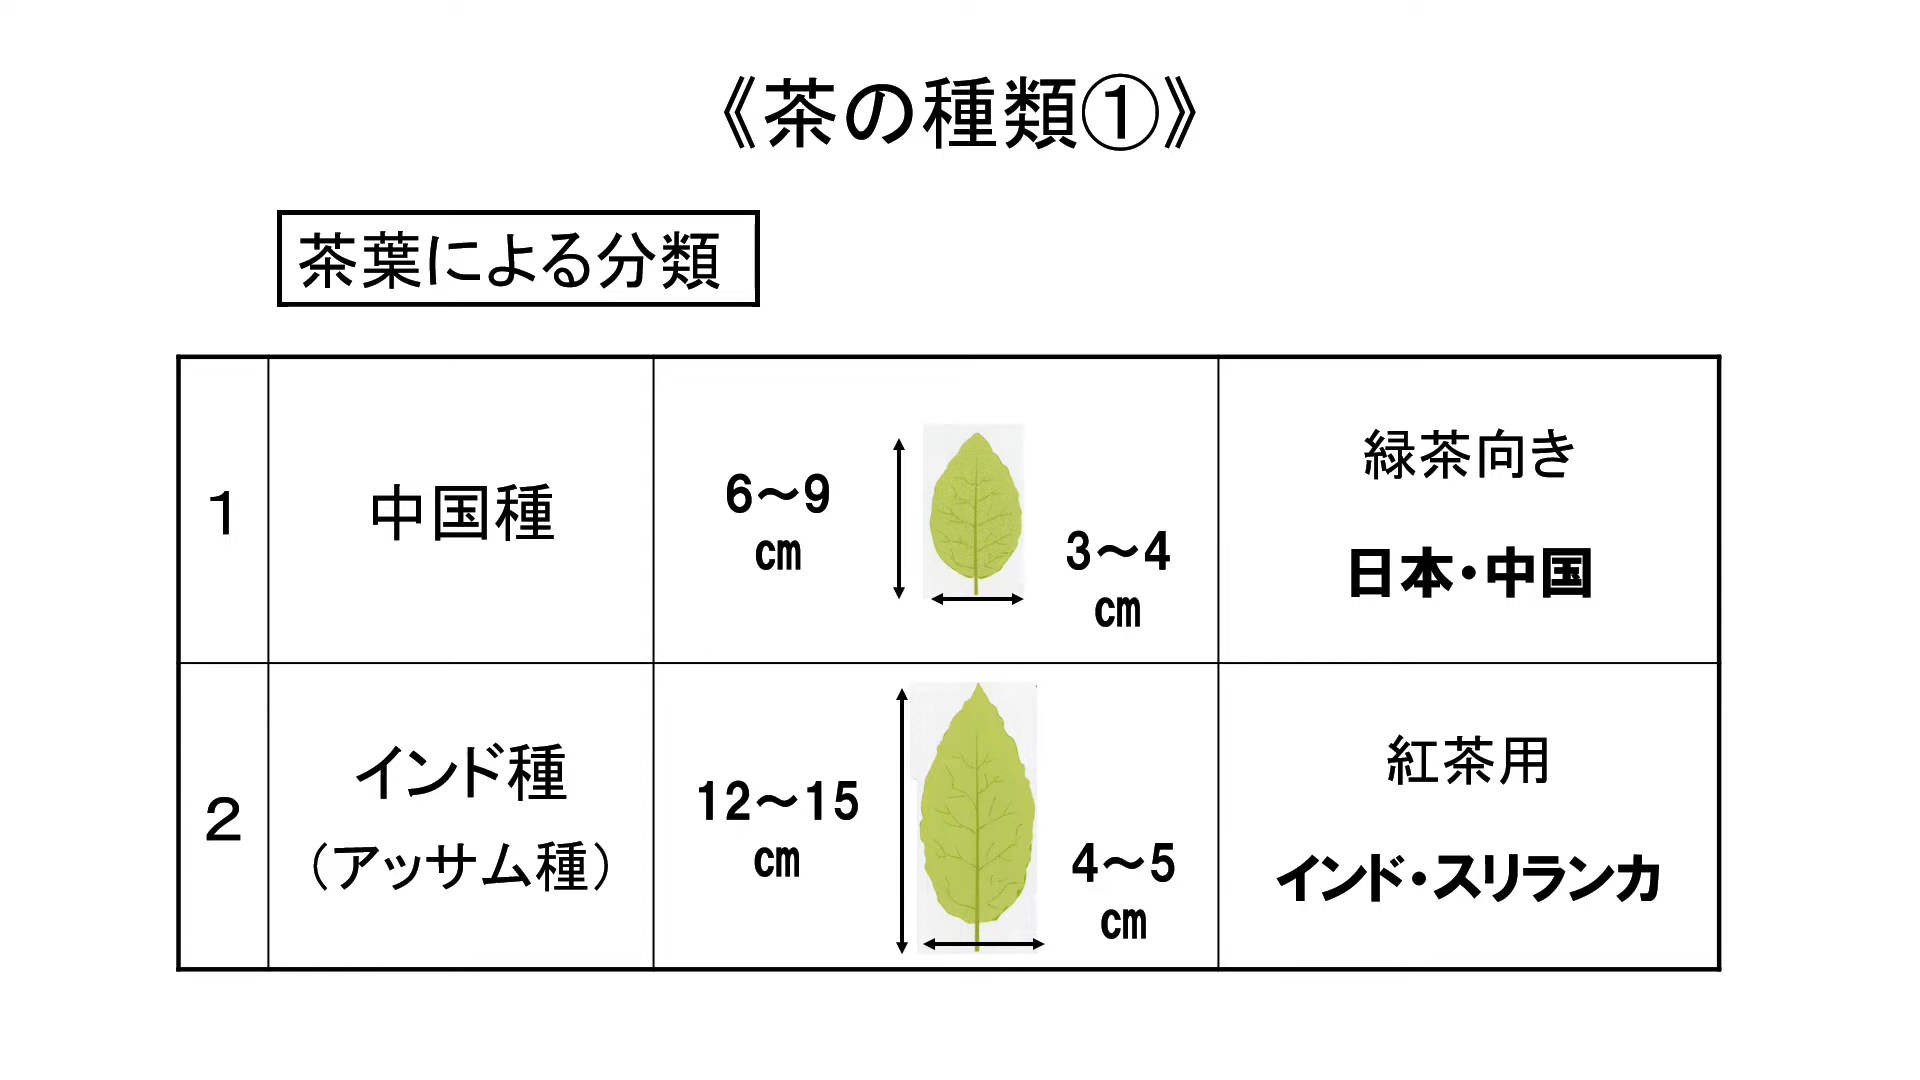 《茶の種類①》
茶葉による分類
1
中国種
6～9
㎝
3～4
㎝
緑茶向き
日本・中国
2
インド種
（アッサム種）
12～15
㎝
4～5
㎝
紅茶用
インド・スリランカ